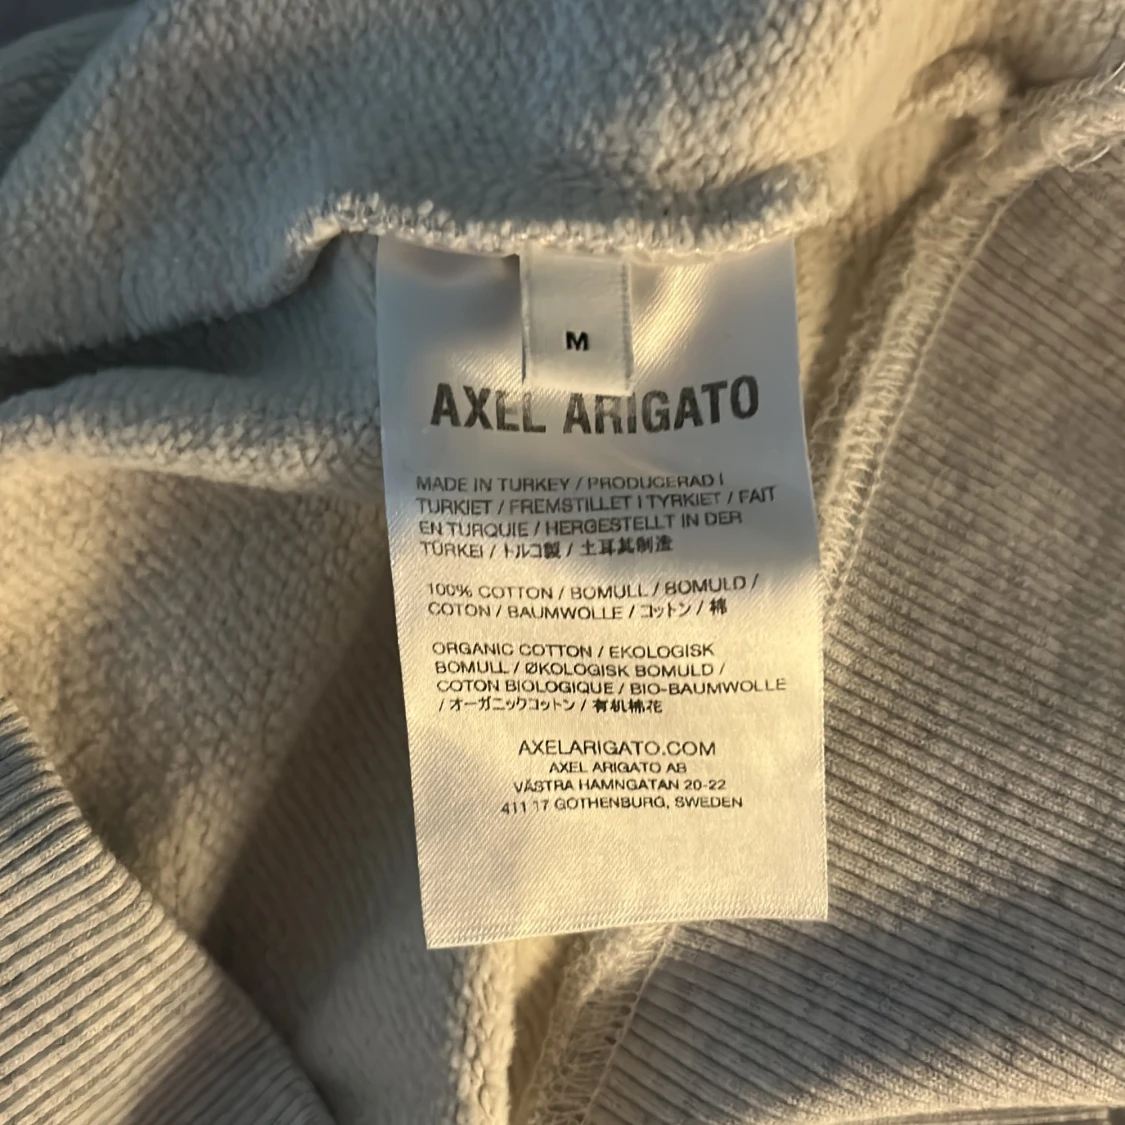 M
AXEL ARIGATO
MADE IN TURKEY / PRODUCERAD I
TURKIET / FREMSTILLET I TYRKIET / FAIT
EN TURQUIE / HERGESTELLT IN DER
TÜRKEI / トルコ製 / 土耳其制造
100% COTTON / BOMULL / BOMULD /
COTON / BAUMWOLLE / コットン / 棉
ORGANIC COTTON / EKOLOGISK
BOMULL / ØKOLOGISK BOMULD /
COTON BIOLOGIQUE / BIO-BAUMWOLLE
/ オーガニックコットン / 有机棉花
AXELARIGATO.COM
AXEL ARIGATO AB
VÄSTRA HAMNGATAN 20-22
411 17 GOTHENBURG, SWEDEN